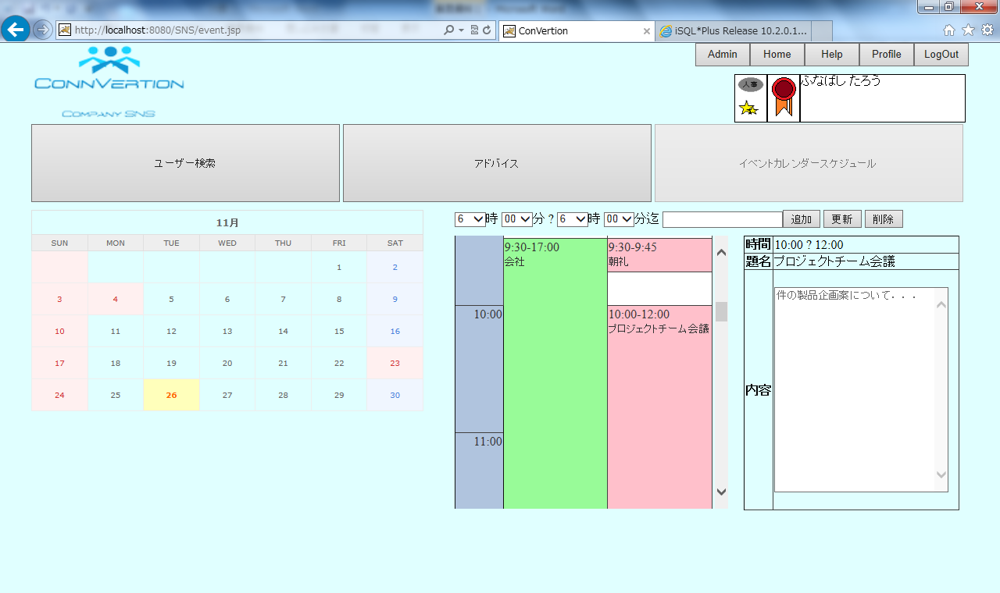 http://localhost:8080/SNS/event.jsp
ConVertion
iSQL*Plus Release 10.2.0.1...
Admin Home Help Profile LogOut
CONNVERTION
COMPANY SNS
人事
ふなばし たろう
ユーザー検索 アドバイス イベントカレンダースケジュール
11月
SUN MON TUE WED THU FRI SAT
1 2
3 4 5 6 7 8 9
10 11 12 13 14 15 16
17 18 19 20 21 22 23
24 25 26 27 28 29 30
6 時 00 分 ? 6 時 00 分迄 追加 更新 削除
9:30-17:00
会社
9:30-9:45
朝礼
10:00
10:00-12:00
プロジェクトチーム会議
11:00
時間 10:00 ? 12:00
題名 プロジェクトチーム会議
内容 件の製品企画案について．．．